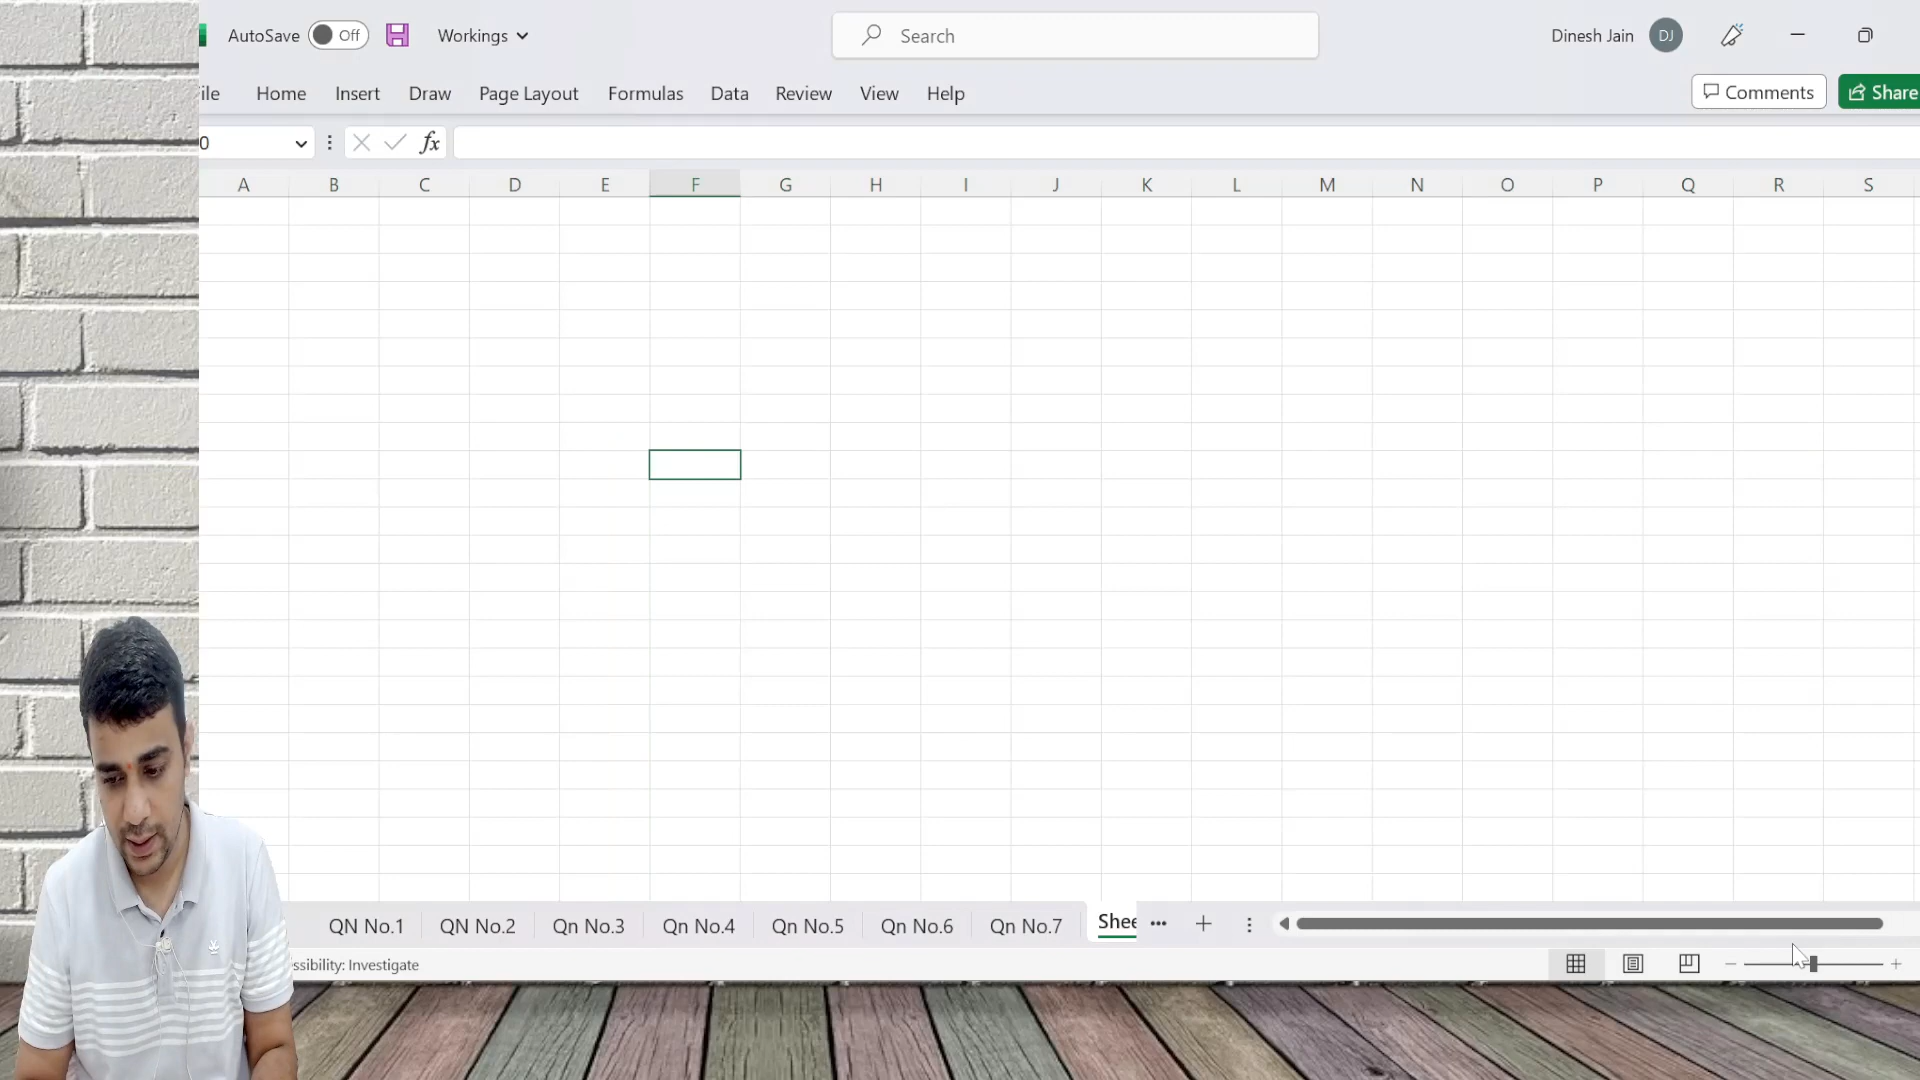 AutoSave Off Workings Search Dinesh Jain DJ
ile Home Insert Draw Page Layout Formulas Data Review View Help Comments Share
0 fx
A B C D E F G H I J K L M N O P Q R S
QN No.1 QN No.2 Qn No.3 Qn No.4 Qn No.5 Qn No.6 Qn No.7 Shee
ssibility: Investigate